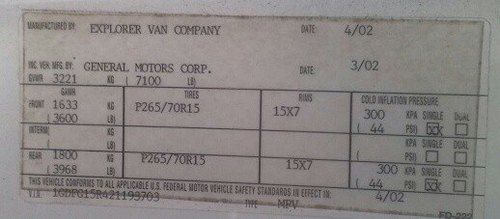 MANUFACTURED BY: EXPLORER VAN COMPANY DATE 4/02
INC. VEH. MFG. BY: GENERAL MOTORS CORP. DATE: 3/02
GVWR 3221 KG ( 7100 LB)
GAWR TIRES RIMS COLD INFLATION PRESSURE
FRONT 1633 KG P265/70R15 15X7 300 KPA SINGLE DUAL
( 3600 LB) ( 44 PSI) XX
INTERM KG KPA SINGLE DUAL
( LB) ( PSI)
REAR 1800 KG P265/70R15 15X7 300 KPA SINGLE DUAL
( 3968 LB) ( 44 PSI) XX
THIS VEHICLE CONFORMS TO ALL APPLICABLE U.S. FEDERAL MOTOR VEHICLE SAFETY STANDARDS IN EFFECT IN. 4/02
V.I.N. 1GDFG15R421193703 TYPE MPV